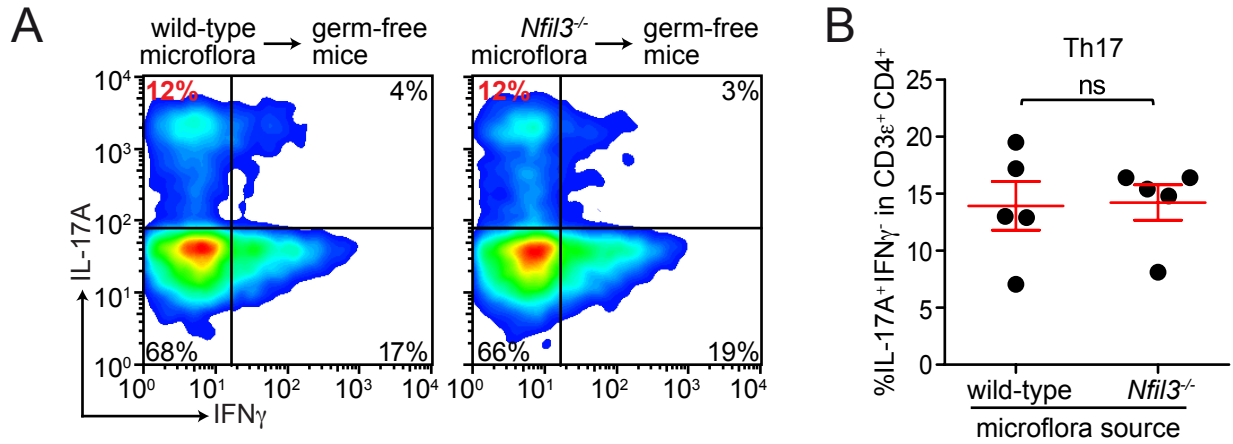 A
wild-type microflora → germ-free mice
Nfil3-/- microflora → germ-free mice
10⁴
10³
10²
10¹
10⁰
IL-17A
12%
4%
68%
17%
10⁰ 10¹ 10² 10³ 10⁴
IFNγ
12%
3%
66%
19%
10⁰ 10¹ 10² 10³ 10⁴
B
Th17
ns
%IL-17A⁺ IFNγ⁻ in CD3ε⁺ CD4⁺
25
20
15
10
5
0
wild-type Nfil3-/-
microflora source